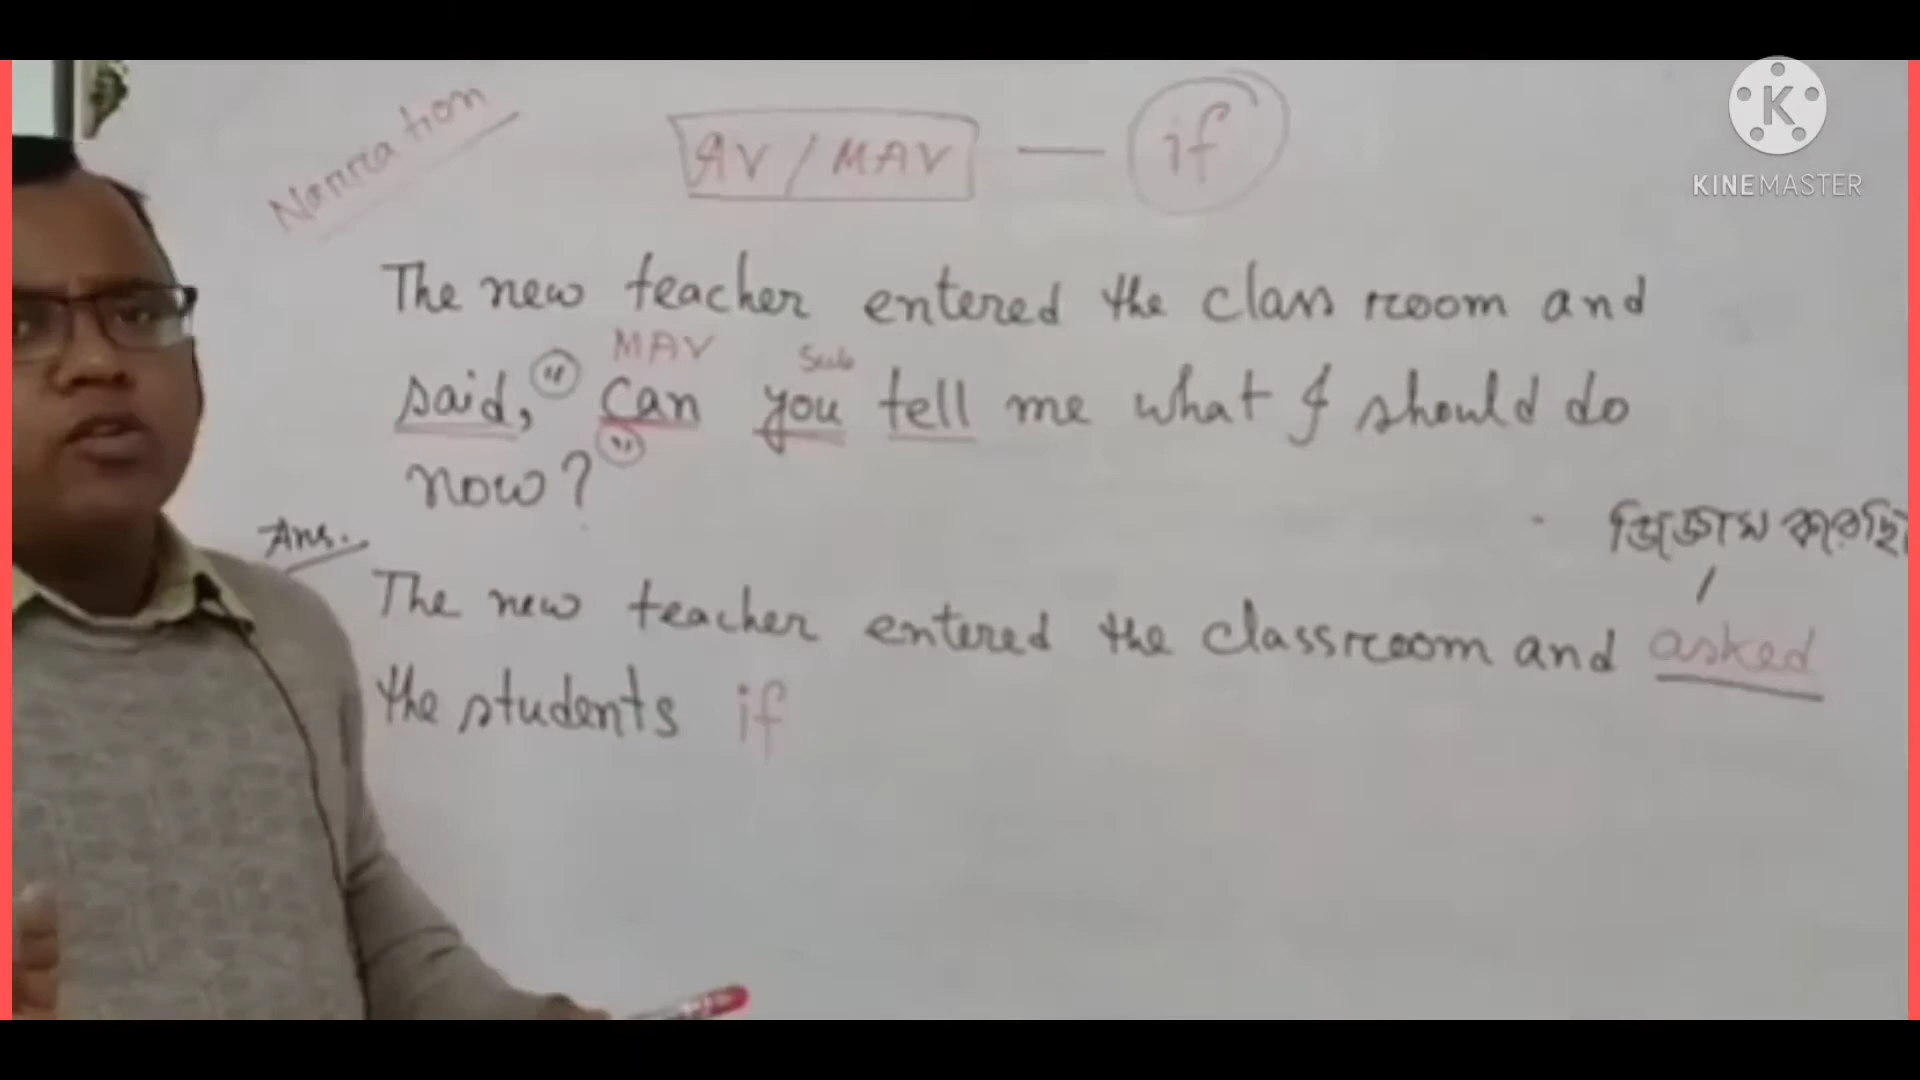 KINEMASTER
Narration
AV / MAV — if
The new teacher entered the class room and
MAV Sub
said, " can you tell me what I should do
now? "
জিজ্ঞেস করেছি
Ans.
The new teacher entered the classroom and asked
the students if